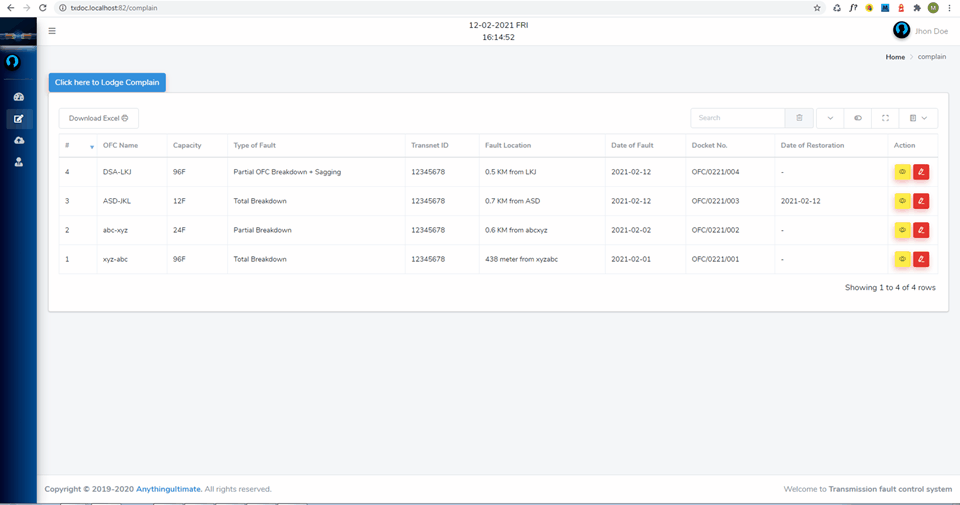 txdoc.localhost:82/complain
f?
M
12-02-2021 FRI
16:14:52
Jhon Doe
Home > complain
Click here to Lodge Complain
Download Excel
Search
# OFC Name Capacity Type of Fault Transnet ID Fault Location Date of Fault Docket No. Date of Restoration Action
4 DSA-LKJ 96F Partial OFC Breakdown + Sagging 12345678 0.5 KM from LKJ 2021-02-12 OFC/0221/004 -
3 ASD-JKL 12F Total Breakdown 12345678 0.7 KM from ASD 2021-02-12 OFC/0221/003 2021-02-12
2 abc-xyz 24F Partial Breakdown 12345678 0.6 KM from abcxyz 2021-02-02 OFC/0221/002 -
1 xyz-abc 96F Total Breakdown 12345678 438 meter from xyzabc 2021-02-01 OFC/0221/001 -
Showing 1 to 4 of 4 rows
Copyright © 2019-2020 Anythingultimate. All rights reserved. Welcome to Transmission fault control system